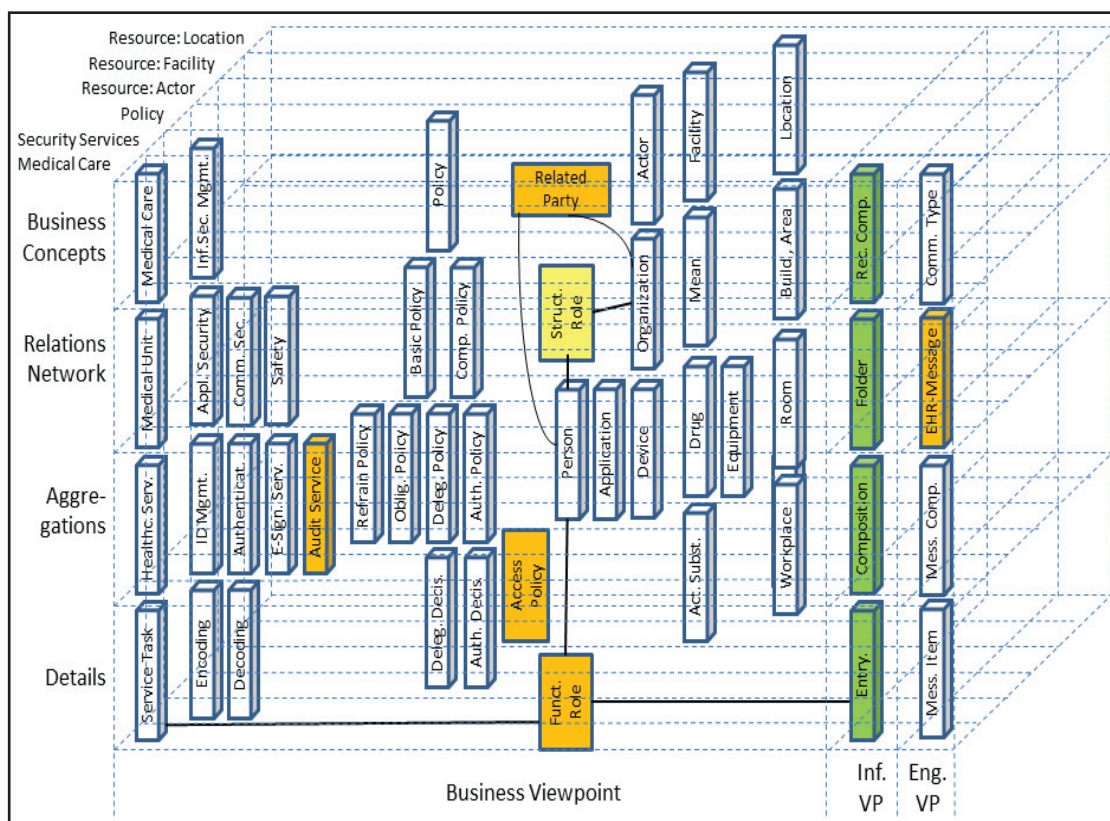 Resource: Location
Resource: Facility
Resource: Actor
Policy
Security Services
Medical Care
Business
Concepts
Relations
Network
Aggre-
gations
Details
Medical Care
Inf.Sec. Mgmt.
Policy
Related
Party
Actor
Facility
Location
Rec. Comp.
Comm. Type
Medical Unit
Appl. Security
Comm. Sec.
Safety
Basic Policy
Comp. Policy
Struct.
Role
Organization
Mean
Build., Area
Folder
EHR-Message
Healthc. Serv.
ID Mgmt.
Authenticat.
E-Sign. Serv.
Audit Service
Refrain Policy
Oblig. Policy
Deleg. Policy
Auth. Policy
Person
Application
Device
Drug
Equipment
Room
Workplace
Composition
Mess. Comp.
Service Task
Encoding
Decoding
Deleg. Decis.
Auth. Decis.
Access
Policy
Funct.
Role
Act. Subst.
Entry.
Mess. Item
Business Viewpoint
Inf.
VP
Eng.
VP